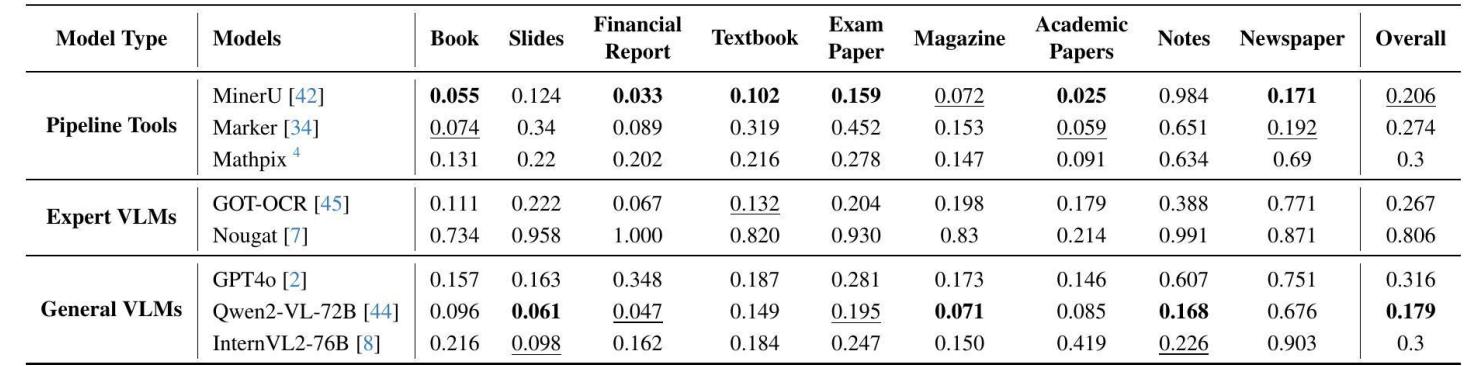 Model Type Models Book Slides Financial Report Textbook Exam Paper Magazine Academic Papers Notes Newspaper Overall
Pipeline Tools
MinerU [42] 0.055 0.124 0.033 0.102 0.159 0.072 0.025 0.984 0.171 0.206
Marker [34] 0.074 0.34 0.089 0.319 0.452 0.153 0.059 0.651 0.192 0.274
Mathpix 4 0.131 0.22 0.202 0.216 0.278 0.147 0.091 0.634 0.69 0.3
Expert VLMs
GOT-OCR [45] 0.111 0.222 0.067 0.132 0.204 0.198 0.179 0.388 0.771 0.267
Nougat [7] 0.734 0.958 1.000 0.820 0.930 0.83 0.214 0.991 0.871 0.806
General VLMs
GPT4o [2] 0.157 0.163 0.348 0.187 0.281 0.173 0.146 0.607 0.751 0.316
Qwen2-VL-72B [44] 0.096 0.061 0.047 0.149 0.195 0.071 0.085 0.168 0.676 0.179
InternVL2-76B [8] 0.216 0.098 0.162 0.184 0.247 0.150 0.419 0.226 0.903 0.3